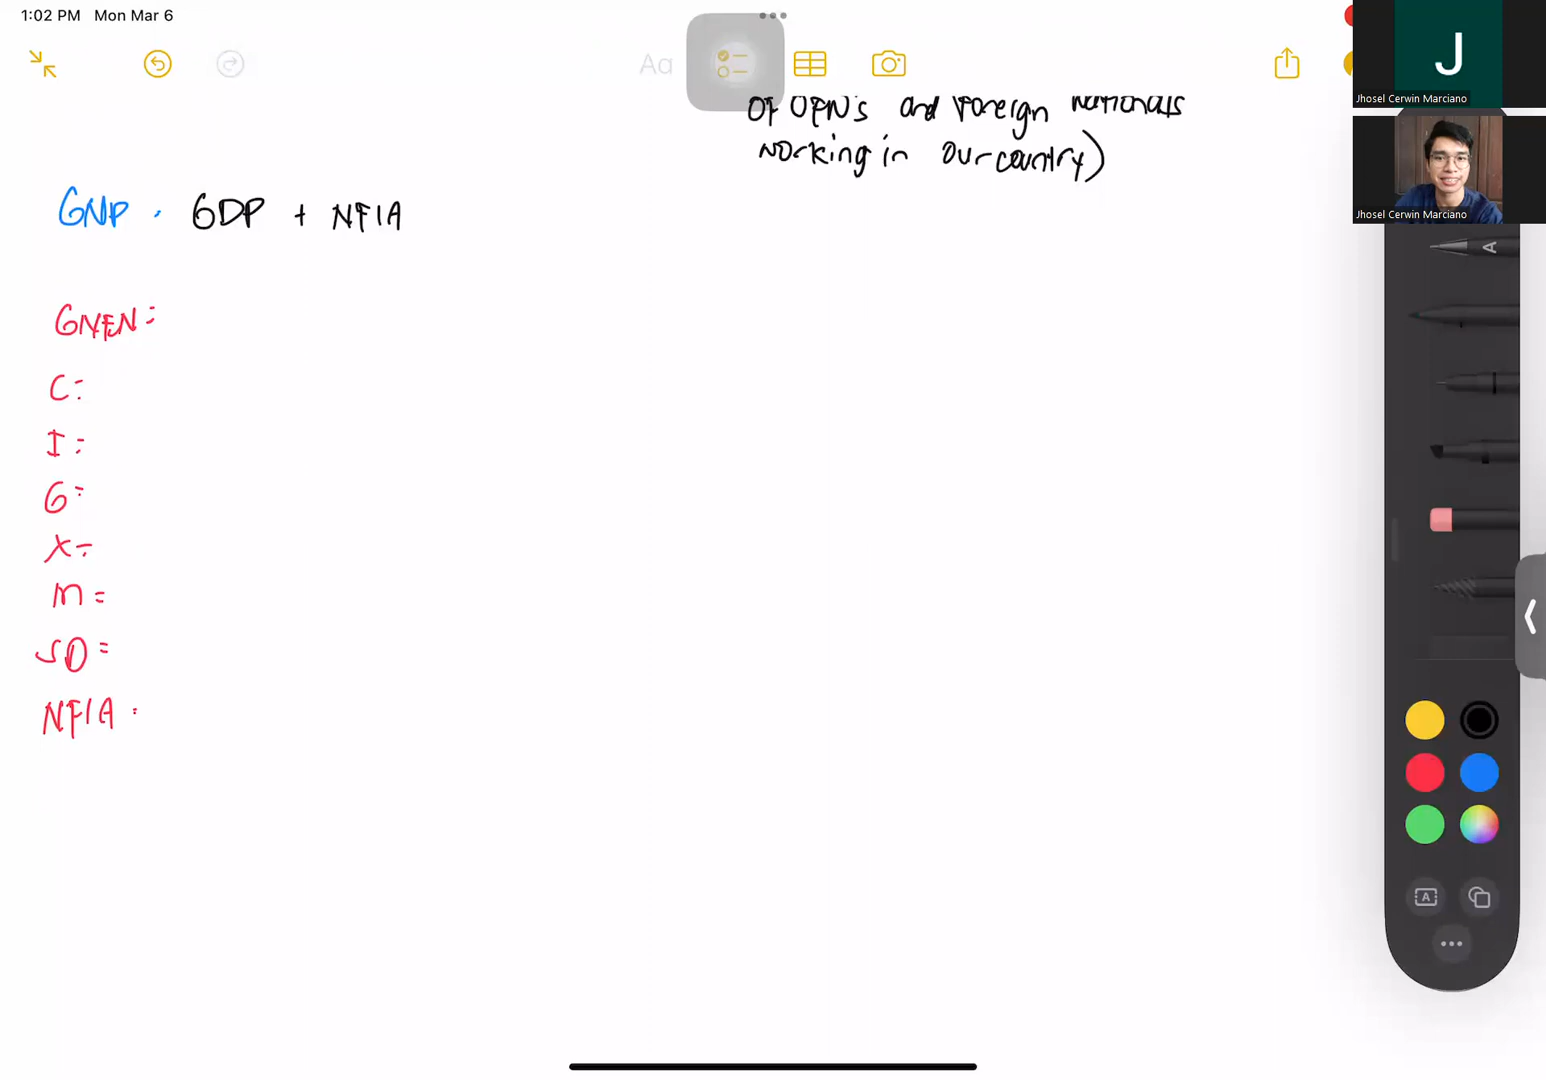 1:02 PM Mon Mar 6
Aa
J
Jhosel Cerwin Marciano
Jhosel Cerwin Marciano
of OFW's and Foreign Nationals
working in our country)
GNP = GDP + NFIA
GIVEN:
C:
I:
G:
X=
M=
SD=
NFIA:
A
A